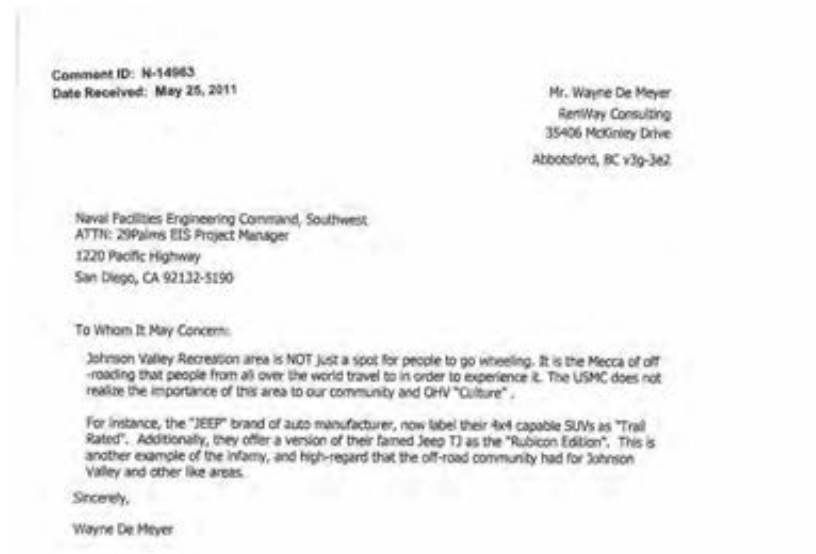 Comment ID: N-14963
Date Received: May 25, 2011
Mr. Wayne De Meyer
RenWay Consulting
35406 McKinley Drive
Abbotsford, BC v3g-3e2
Naval Facilities Engineering Command, Southwest
ATTN: 29Palms EIS Project Manager
1220 Pacific Highway
San Diego, CA 92132-5190
To Whom It May Concern:
Johnson Valley Recreation area is NOT just a spot for people to go wheeling. It is the Mecca of off
-roading that people from all over the world travel to in order to experience it. The USMC does not
realize the importance of this area to our community and OHV "Culture" .
For instance, the "JEEP" brand of auto manufacturer, now label their 4x4 capable SUVs as "Trail
Rated". Additionally, they offer a version of their famed Jeep TJ as the "Rubicon Edition". This is
another example of the infamy, and high-regard that the off-road community had for Johnson
Valley and other like areas.
Sincerely,
Wayne De Meyer